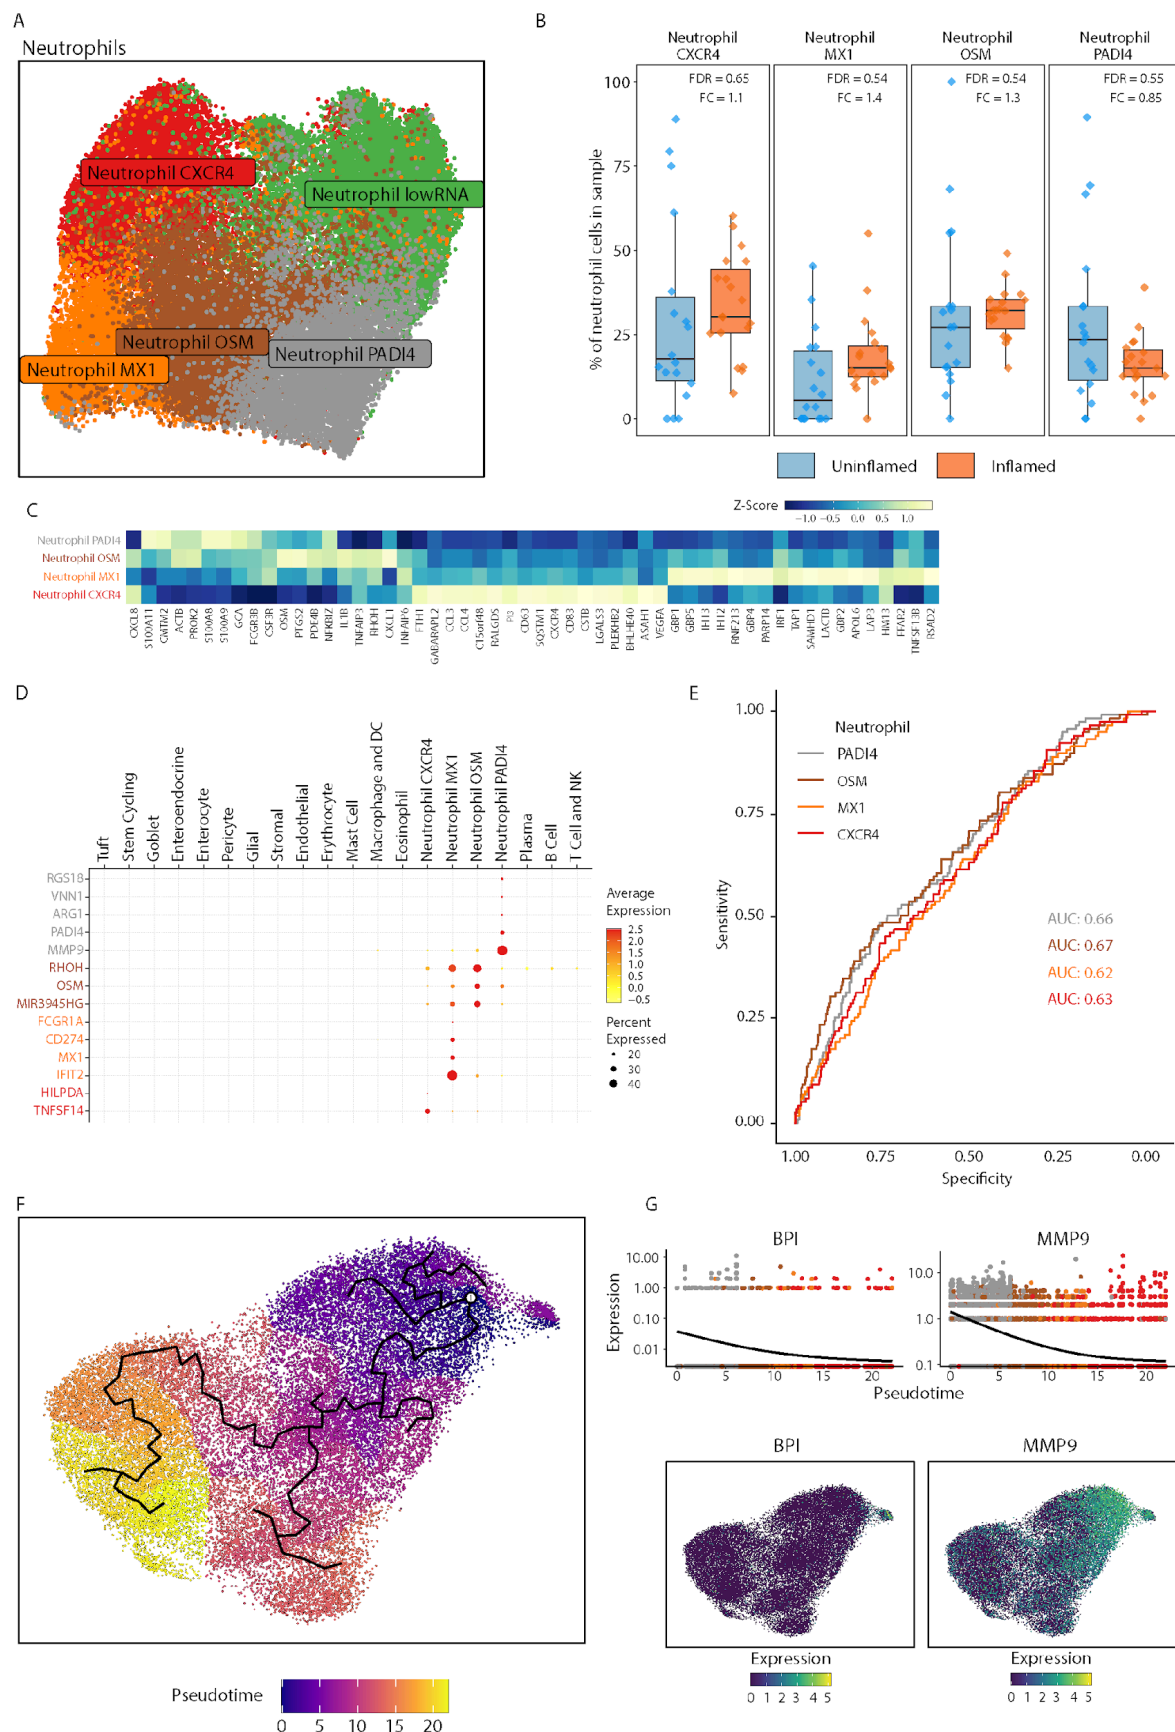 A
Neutrophils
Neutrophil CXCR4
Neutrophil lowRNA
Neutrophil OSM
Neutrophil PADI4
Neutrophil MX1
B
Neutrophil CXCR4
Neutrophil MX1
Neutrophil OSM
Neutrophil PADI4
FDR = 0.65
FC = 1.1
FDR = 0.54
FC = 1.4
FDR = 0.54
FC = 1.3
FDR = 0.55
FC = 0.85
% of neutrophil cells in sample
100
75
50
25
0
Uninflamed
Inflamed
C
Z-Score
−1.0 −0.5 0.0 0.5 1.0
Neutrophil PADI4
Neutrophil OSM
Neutrophil MX1
Neutrophil CXCR4
CXCL8
S100A11
CMTM2
ACTB
PROK2
S100A8
S100A9
GCA
FCGR3B
CSF3R
OSM
PTGS2
PDE4B
NFKBIZ
IL1B
TNFAIP3
RHOH
CXCL1
TNFAIP6
FTH1
GABARAPL2
CCL3
CCL4
C15orf48
RALGDS
PI3
CD63
SQSTM1
CXCR4
CD83
CSTB
LGALS3
PLEKHB2
BHLHE40
ASAH1
VEGFA
GBP1
GBP5
IFIT3
IFIT2
RNF213
GBP4
PARP14
IRF1
TAP1
SAMHD1
LACTB
GBP2
APOL6
LAP3
HM13
FFAR2
TNFSF13B
RSAD2
D
Tuft
Stem Cycling
Goblet
Enteroendocrine
Enterocyte
Pericyte
Glial
Stromal
Endothelial
Erythrocyte
Mast Cell
Macrophage and DC
Eosinophil
Neutrophil CXCR4
Neutrophil MX1
Neutrophil OSM
Neutrophil PADI4
Plasma
B Cell
T Cell and NK
RGS18
VNN1
ARG1
PADI4
MMP9
RHOH
OSM
MIR3945HG
FCGR1A
CD274
MX1
IFIT2
HILPDA
TNFSF14
Average
Expression
2.5
2.0
1.5
1.0
0.5
0.0
−0.5
Percent
Expressed
20
30
40
E
Sensitivity
1.00
0.75
0.50
0.25
0.00
Neutrophil
PADI4
OSM
MX1
CXCR4
AUC: 0.66
AUC: 0.67
AUC: 0.62
AUC: 0.63
1.00 0.75 0.50 0.25 0.00
Specificity
F
Pseudotime
0 5 10 15 20
G
BPI
MMP9
Expression
10.00
1.00
0.10
0.01
10.0
1.0
0.1
0 5 10 15 20
0 5 10 15 20
Pseudotime
BPI
MMP9
Expression
0 1 2 3 4 5
Expression
0 1 2 3 4 5